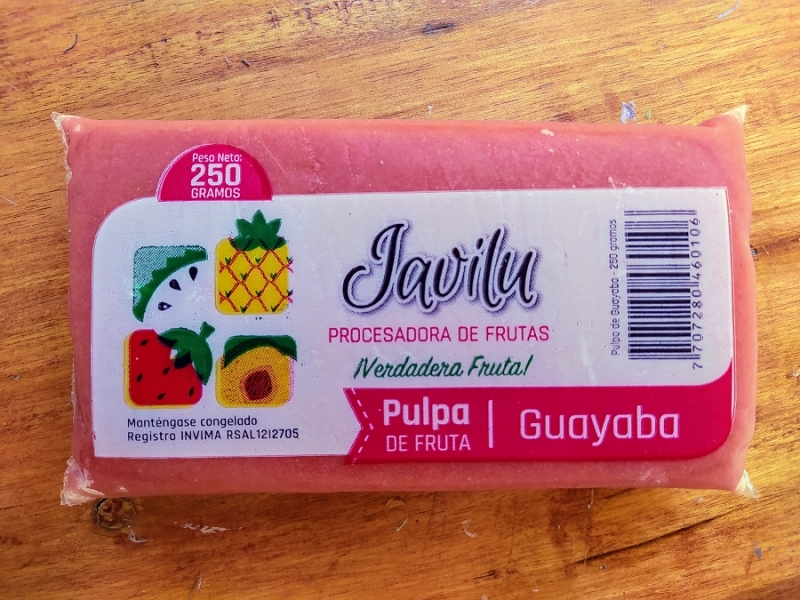 Peso Neto:
250
GRAMOS
Javilu
PROCESADORA DE FRUTAS
¡Verdadera Fruta!
Manténgase congelado
Registro INVIMA RSAL12I2705
Pulpa
DE FRUTA
Guayaba
Pulpa de Guayaba - 250 gramos
7 707280 460106